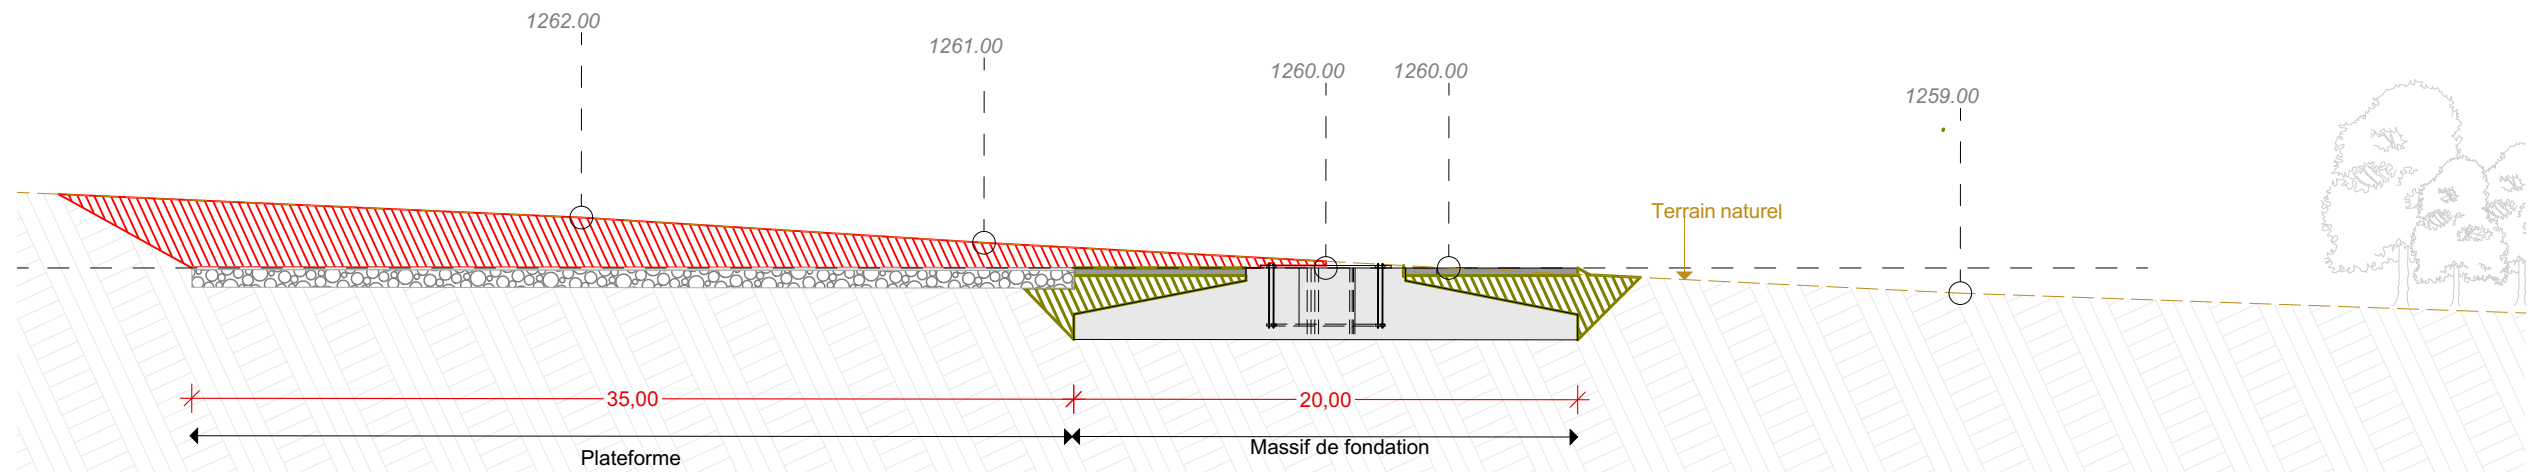 1262.00
1261.00
1260.00
1260.00
1259.00
Terrain naturel
35,00
20,00
Plateforme
Massif de fondation